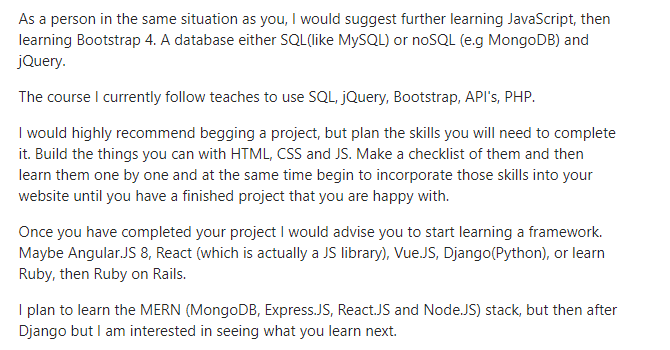 As a person in the same situation as you, I would suggest further learning JavaScript, then
learning Bootstrap 4. A database either SQL(like MySQL) or noSQL (e.g MongoDB) and
jQuery.
The course I currently follow teaches to use SQL, jQuery, Bootstrap, API's, PHP.
I would highly recommend begging a project, but plan the skills you will need to complete
it. Build the things you can with HTML, CSS and JS. Make a checklist of them and then
learn them one by one and at the same time begin to incorporate those skills into your
website until you have a finished project that you are happy with.
Once you have completed your project I would advise you to start learning a framework.
Maybe Angular.JS 8, React (which is actually a JS library), Vue.JS, Django(Python), or learn
Ruby, then Ruby on Rails.
I plan to learn the MERN (MongoDB, Express.JS, React.JS and Node.JS) stack, but then after
Django but I am interested in seeing what you learn next.